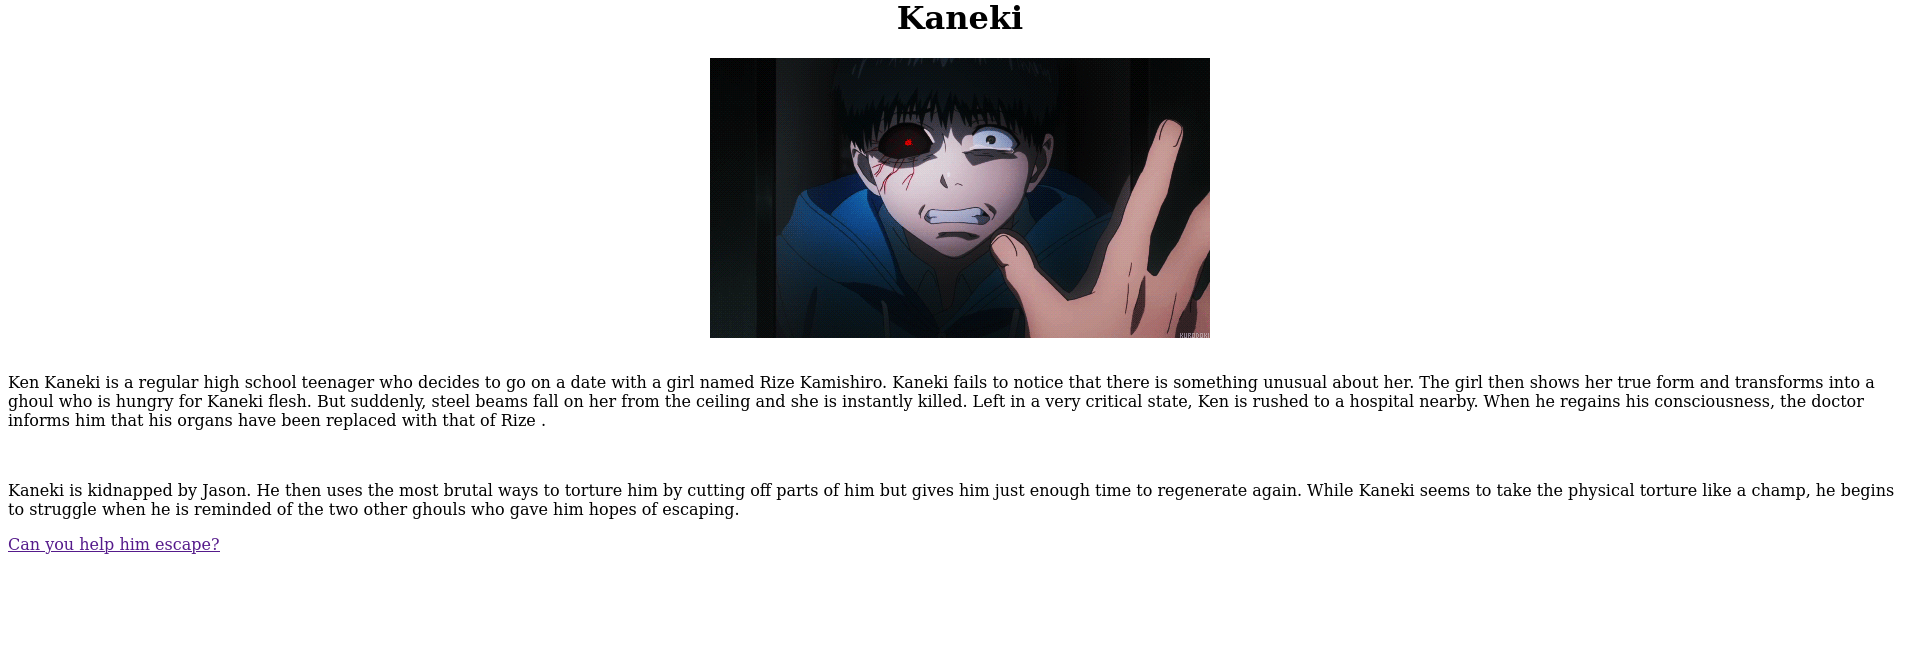 Kaneki
Ken Kaneki is a regular high school teenager who decides to go on a date with a girl named Rize Kamishiro. Kaneki fails to notice that there is something unusual about her. The girl then shows her true form and transforms into a
ghoul who is hungry for Kaneki flesh. But suddenly, steel beams fall on her from the ceiling and she is instantly killed. Left in a very critical state, Ken is rushed to a hospital nearby. When he regains his consciousness, the doctor
informs him that his organs have been replaced with that of Rize .
Kaneki is kidnapped by Jason. He then uses the most brutal ways to torture him by cutting off parts of him but gives him just enough time to regenerate again. While Kaneki seems to take the physical torture like a champ, he begins
to struggle when he is reminded of the two other ghouls who gave him hopes of escaping.
Can you help him escape?